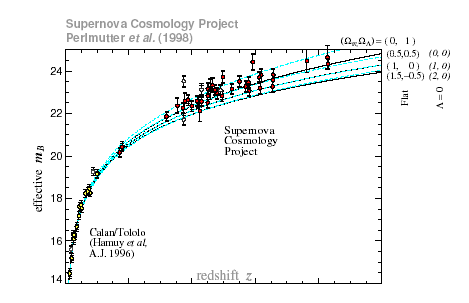 Supernova Cosmology Project
Perlmutter et al. (1998)
(Ω_m,Ω_Λ) = ( 0, 1 )
(0.5,0.5) (0, 0)
( 1, 0 ) (1, 0)
(1.5,–0.5) (2, 0)
Flat
Λ = 0
24
22
20
18
16
14
effective m_B
Supernova
Cosmology
Project
Calan/Tololo
(Hamuy et al,
A.J. 1996)
redshift z